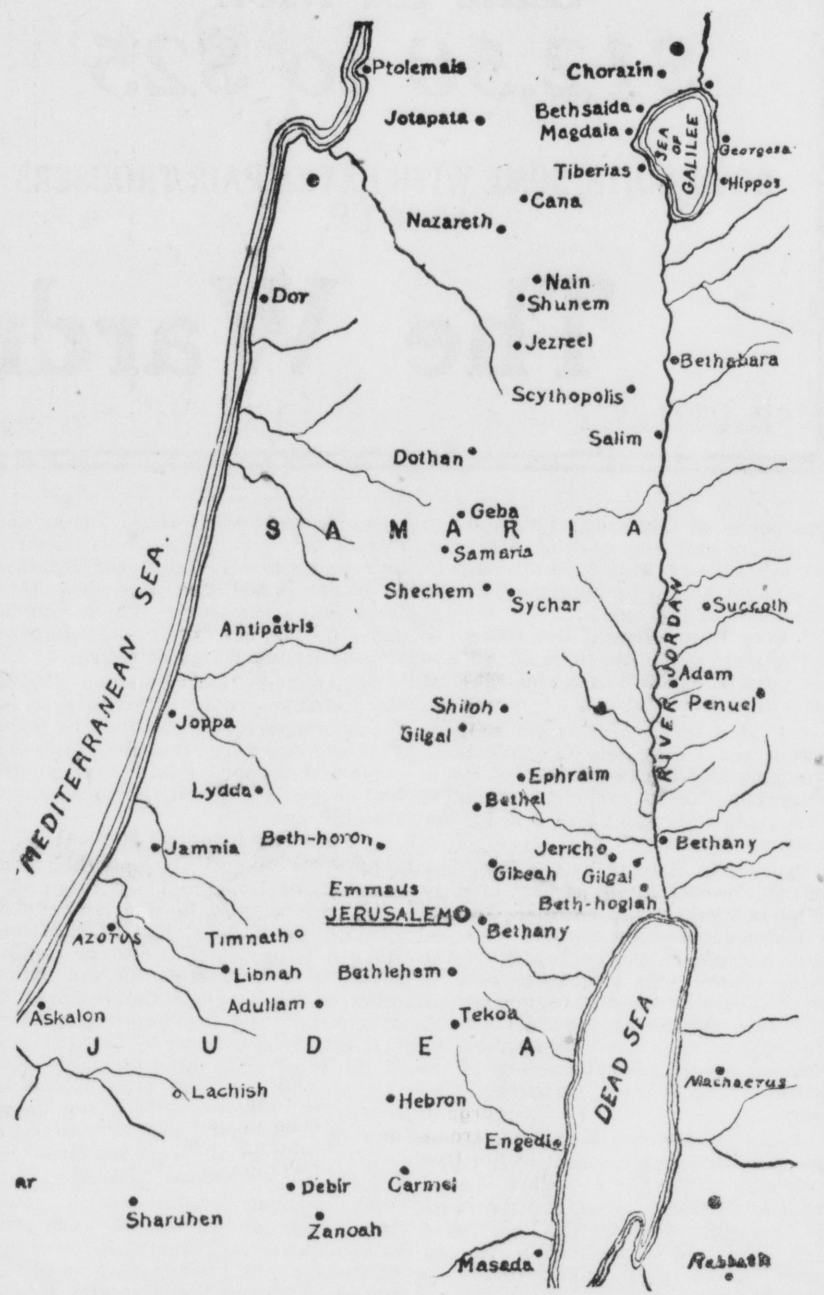 Ptolemais
Chorazin
Jotapata
Bethsaida
Magdala
SEA OF GALILEE
Georgesa
Tiberias
Hippos
Cana
Nazareth
Nain
Shunem
Dor
Jezreel
Bethabara
Scythopolis
Salim
Dothan
Geba
SAMARIA
Samaria
Shechem
Sychar
Succoth
Antipatris
MEDITERRANEAN SEA.
RIVER JORDAN
Adam
Penuel
Shiloh
Joppa
Gilgal
Ephraim
Lydda
Bethel
Beth-horon
Jamnia
Jericho
Bethany
Gibeah
Gilgal
Emmaus
Beth-hoglah
JERUSALEM
AZOTUS
Timnath
Bethany
Libnah
Bethlehem
Adullam
Askalon
Tekoa
JUDEA
DEAD SEA
Lachish
Machaerus
Hebron
Engedi
ar
Debir
Carmel
Sharuhen
Zanoah
Masada
Rabbath